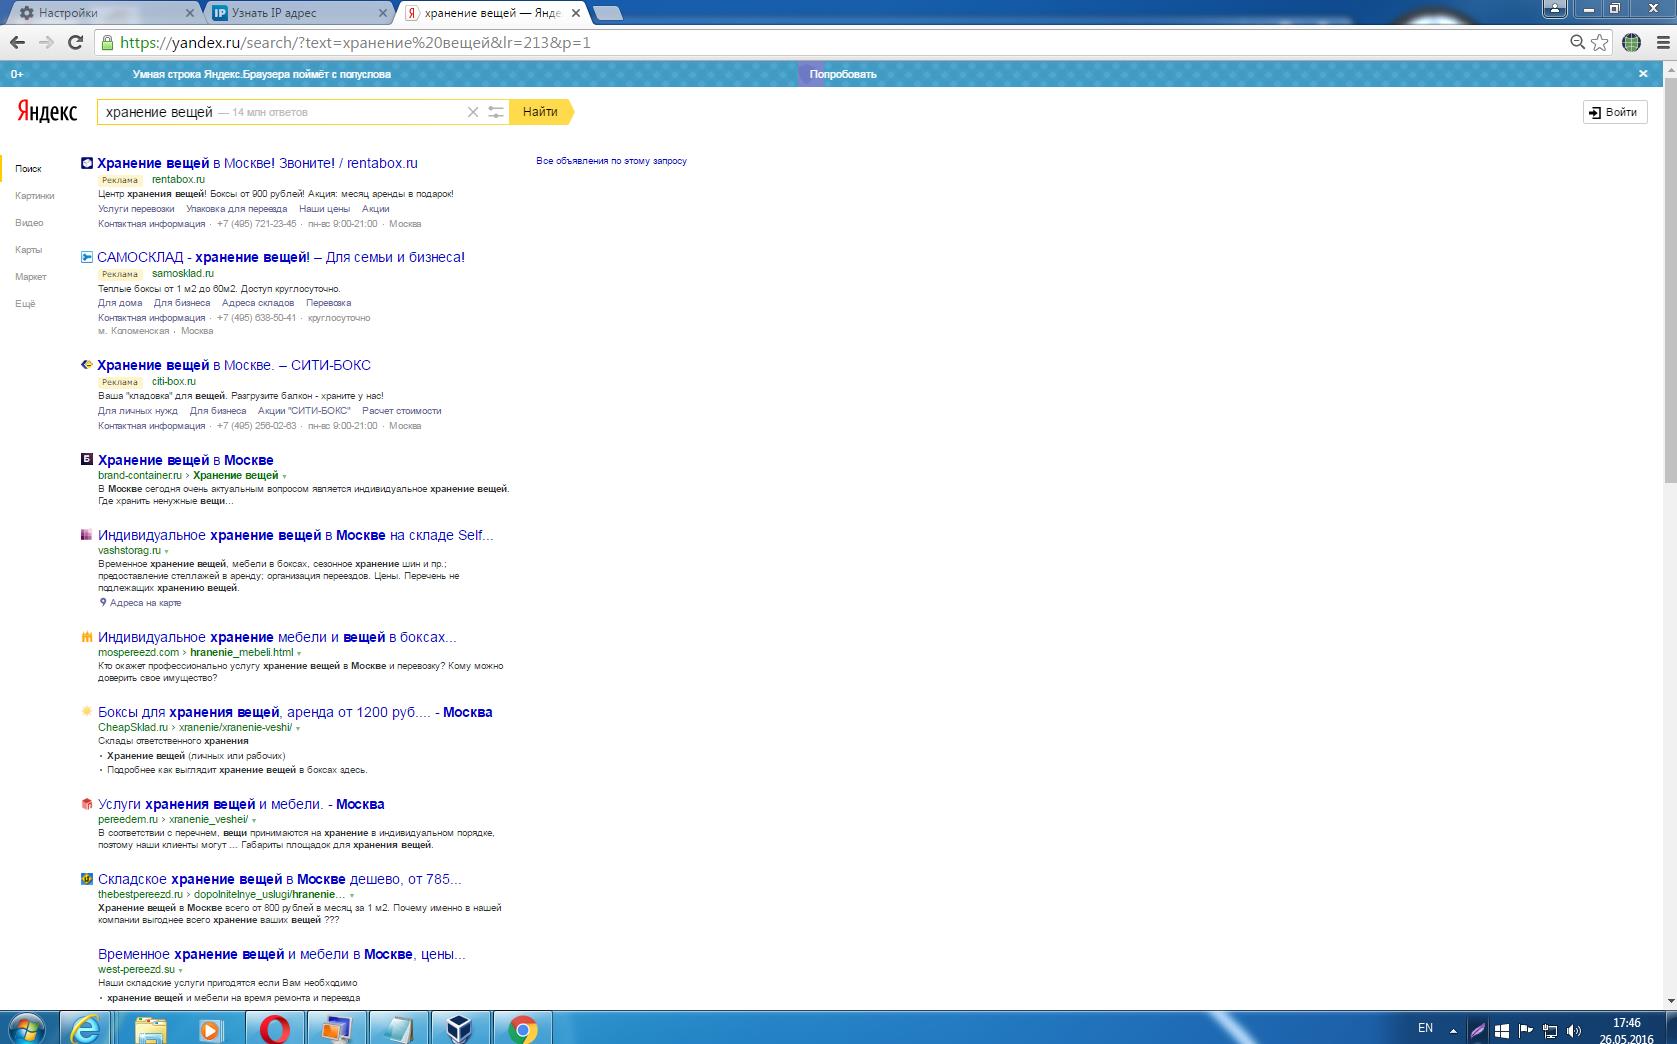 Настройки
Узнать IP адрес
хранение вещей — Янде
https://yandex.ru/search/?text=хранение%20вещей&lr=213&p=1
0+
Умная строка Яндекс.Браузера поймёт с полуслова
Попробовать
Яндекс
хранение вещей — 14 млн ответов
Найти
Войти
Поиск
Картинки
Видео
Карты
Маркет
Ещё
Хранение вещей в Москве! Звоните! / rentabox.ru
Реклама rentabox.ru
Центр хранения вещей! Боксы от 900 рублей! Акция: месяц аренды в подарок!
Услуги перевозки Упаковка для переезда Наши цены Акции
Контактная информация · +7 (495) 721-23-45 · пн-вс 9:00-21:00 · Москва
Все объявления по этому запросу
САМОСКЛАД - хранение вещей! – Для семьи и бизнеса!
Реклама samosklad.ru
Теплые боксы от 1 м2 до 60м2. Доступ круглосуточно.
Для дома Для бизнеса Адреса складов Перевозка
Контактная информация · +7 (495) 638-50-41 · круглосуточно
м. Коломенская · Москва
Хранение вещей в Москве. – СИТИ-БОКС
Реклама citi-box.ru
Ваша "кладовка" для вещей. Разгрузите балкон - храните у нас!
Для личных нужд Для бизнеса Акции "СИТИ-БОКС" Расчет стоимости
Контактная информация · +7 (495) 256-02-63 · пн-вс 9:00-21:00 · Москва
Хранение вещей в Москве
brand-container.ru › Хранение вещей
В Москве сегодня очень актуальным вопросом является индивидуальное хранение вещей.
Где хранить ненужные вещи...
Индивидуальное хранение вещей в Москве на складе Self...
vashstorag.ru
Временное хранение вещей, мебели в боксах, сезонное хранение шин и пр.;
предоставление стеллажей в аренду; организация переездов. Цены. Перечень не
подлежащих хранению вещей.
Адреса на карте
Индивидуальное хранение мебели и вещей в боксах...
mospereezd.com › hranenie_mebeli.html
Кто окажет профессионально услугу хранение вещей в Москве и перевозку? Кому можно
доверить свое имущество?
Боксы для хранения вещей, аренда от 1200 руб.... - Москва
CheapSklad.ru › xranenie/xranenie-veshi/
Склады ответственного хранения
• Хранение вещей (личных или рабочих)
• Подробнее как выглядит хранение вещей в боксах здесь.
Услуги хранения вещей и мебели. - Москва
pereedem.ru › xranenie_veshei/
В соответствии с перечнем, вещи принимаются на хранение в индивидуальном порядке,
поэтому наши клиенты могут ... Габариты площадок для хранения вещей.
Складское хранение вещей в Москве дешево, от 785...
thebestpereezd.ru › dopolnitelnye_uslugi/hranenie...
Хранение вещей в Москве всего от 800 рублей в месяц за 1 м2. Почему именно в нашей
компании выгоднее всего хранение ваших вещей ???
Временное хранение вещей и мебели в Москве, цены...
west-pereezd.su
Наши складские услуги пригодятся если Вам необходимо
• хранение вещей и мебели на время ремонта и переезда
EN
17:46
26.05.2016